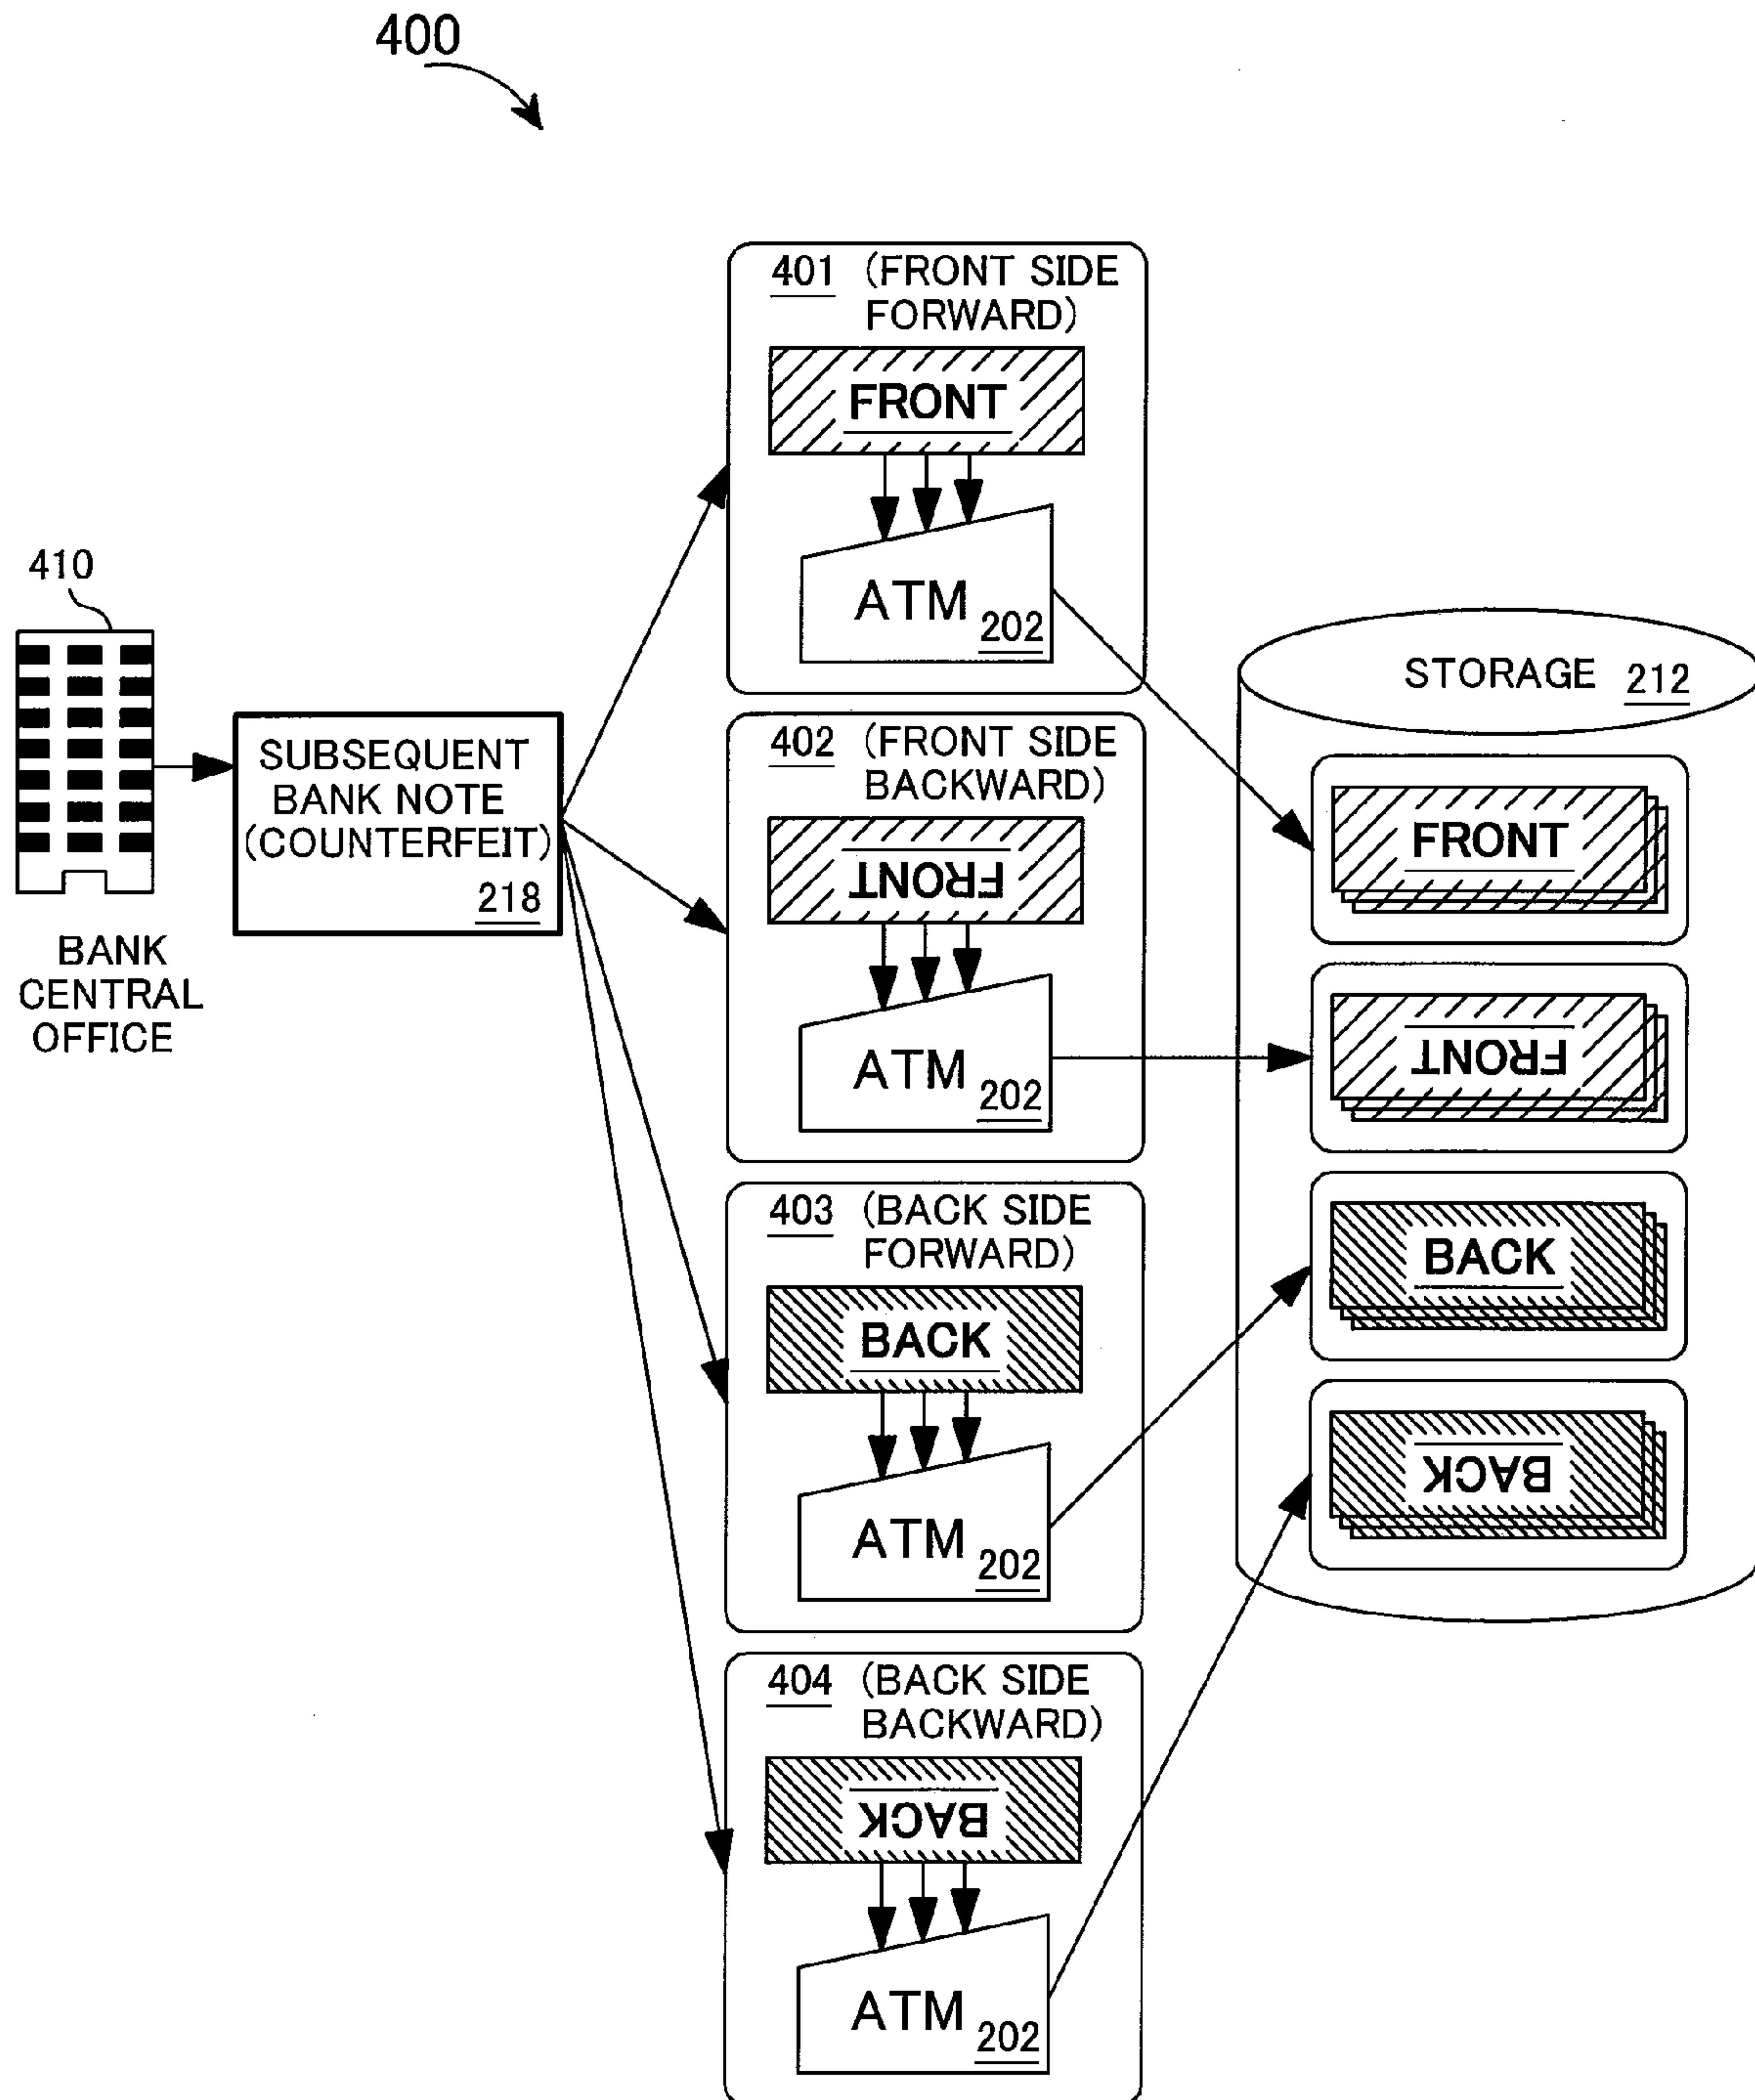 400
410
BANK
CENTRAL
OFFICE
SUBSEQUENT
BANK NOTE
(COUNTERFEIT)
218
401 (FRONT SIDE
FORWARD)
FRONT
ATM 202
402 (FRONT SIDE
BACKWARD)
FRONT
ATM 202
403 (BACK SIDE
FORWARD)
BACK
ATM 202
404 (BACK SIDE
BACKWARD)
BACK
ATM 202
STORAGE 212
FRONT
FRONT
BACK
BACK